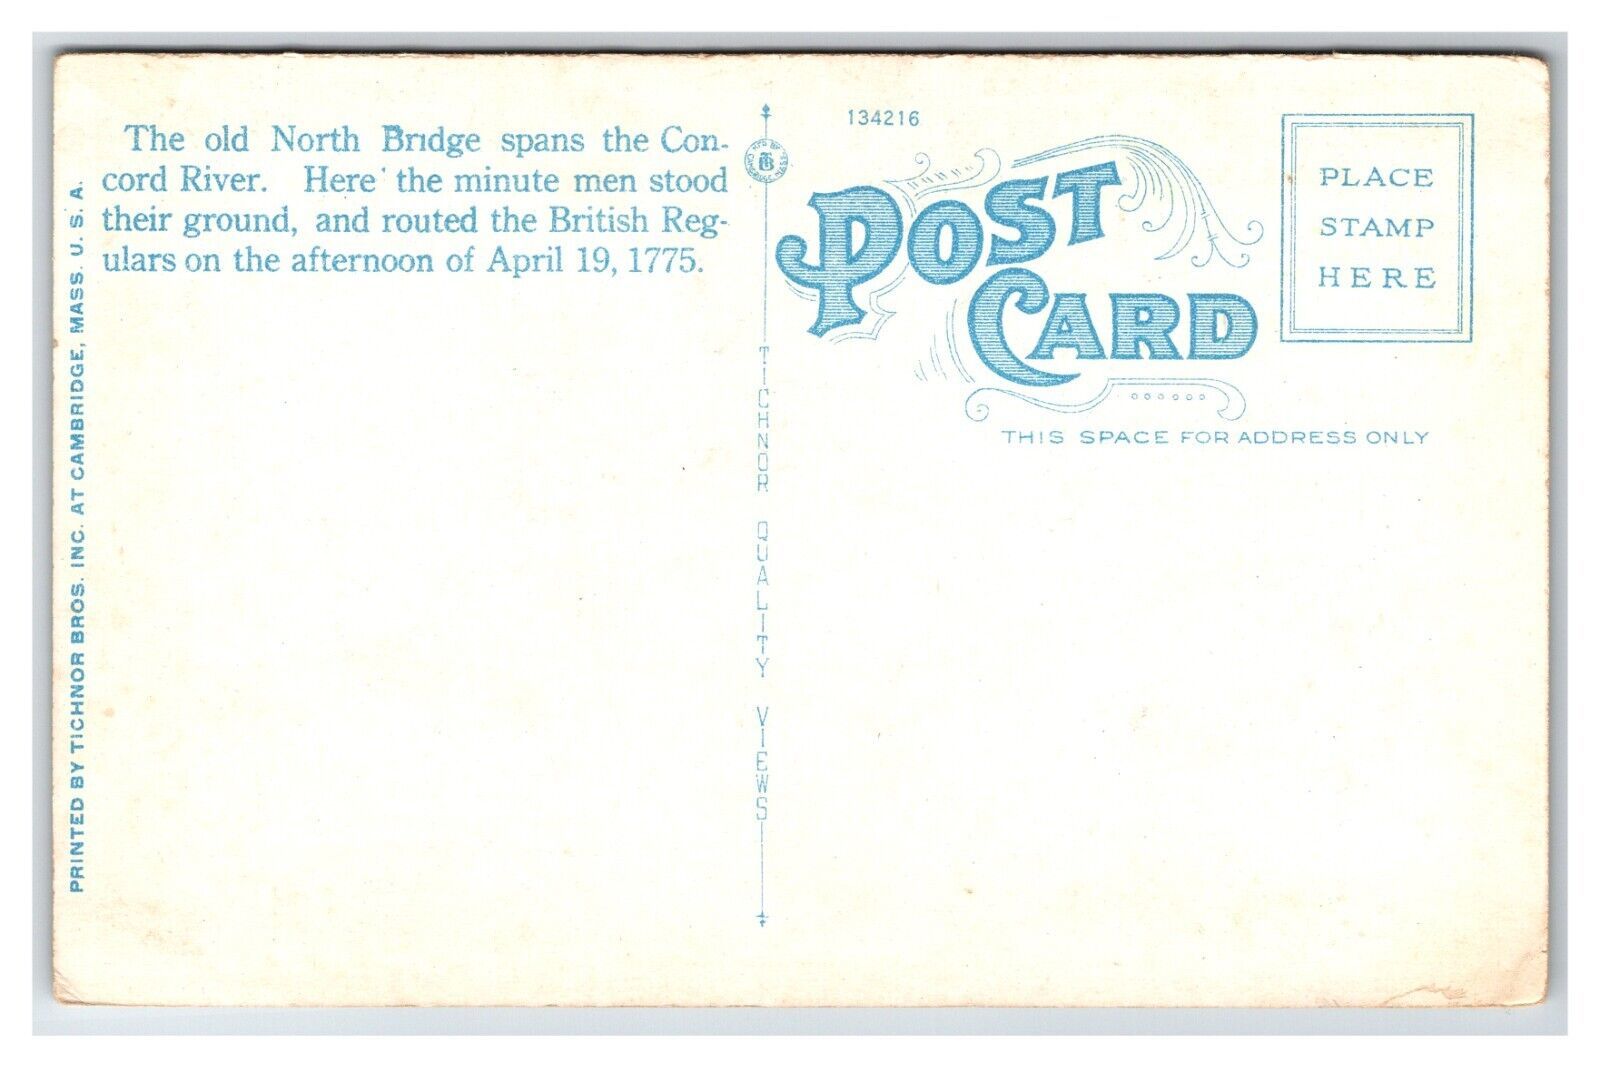 The old North Bridge spans the Con-
cord River. Here the minute men stood
their ground, and routed the British Reg-
ulars on the afternoon of April 19, 1775.
PRINTED BY TICHNOR BROS. INC. AT CAMBRIDGE, MASS. U. S. A.
TICHNOR QUALITY VIEWS
134216
POST
CARD
PLACE
STAMP
HERE
THIS SPACE FOR ADDRESS ONLY